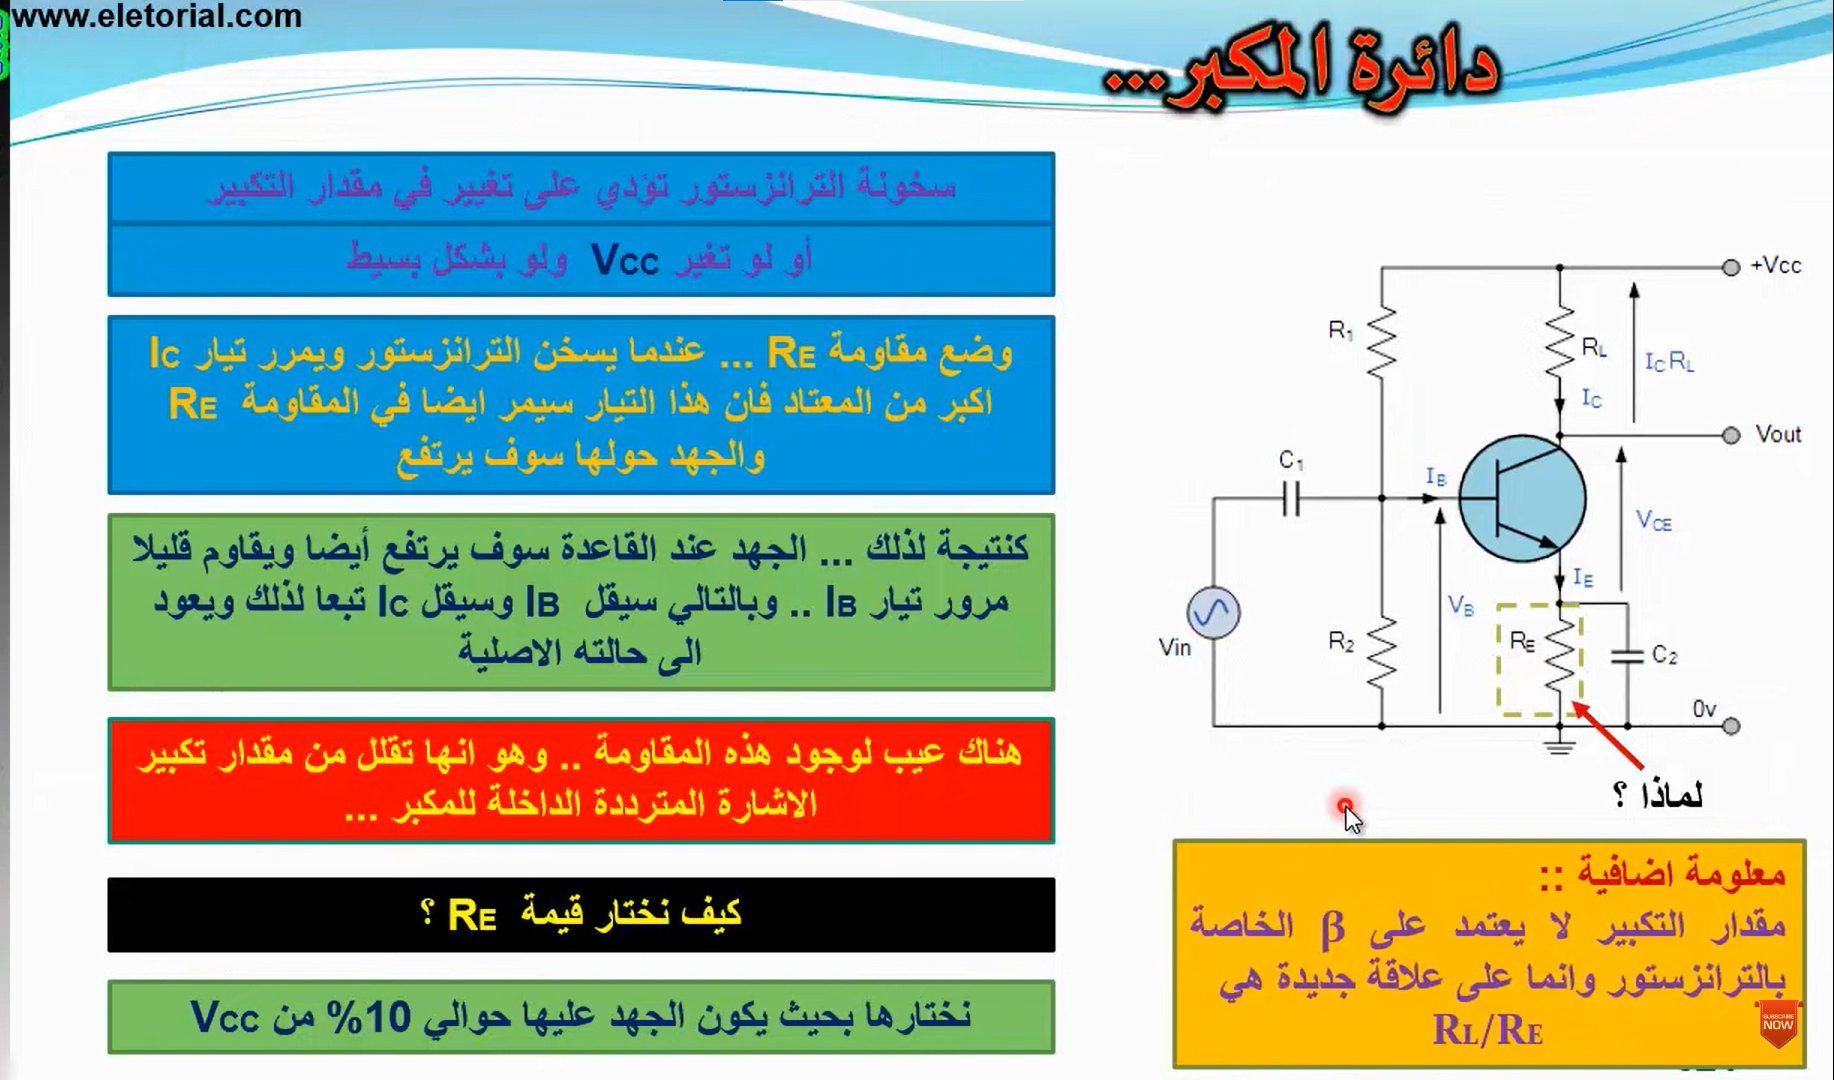 www.eletorial.com
دائرة المكبر...
سخونة الترانزستور تؤدي على تغيير في مقدار التكبير
أو لو تغير Vcc ولو بشكل بسيط
وضع مقاومة RE ... عندما يسخن الترانزستور ويمرر تيار Ic
اكبر من المعتاد فان هذا التيار سيمر ايضا في المقاومة RE
والجهد حولها سوف يرتفع
كنتيجة لذلك ... الجهد عند القاعدة سوف يرتفع أيضا ويقاوم قليلا
مرور تيار IB .. وبالتالي سيقل IB وسيقل Ic تبعا لذلك ويعود
الى حالته الاصلية
هناك عيب لوجود هذه المقاومة .. وهو انها تقلل من مقدار تكبير
الاشارة المترددة الداخلة للمكبر ...
كيف نختار قيمة RE ؟
نختارها بحيث يكون الجهد عليها حوالي 10% من Vcc
+Vcc
R1
RL
IC RL
IC
Vout
C1
IB
VCE
IE
VB
Vin
R2
RE
C2
0v
لماذا ؟
معلومة اضافية ::
مقدار التكبير لا يعتمد على β الخاصة
بالترانزستور وانما على علاقة جديدة هي
RL/RE
SUBSCRIBE
NOW